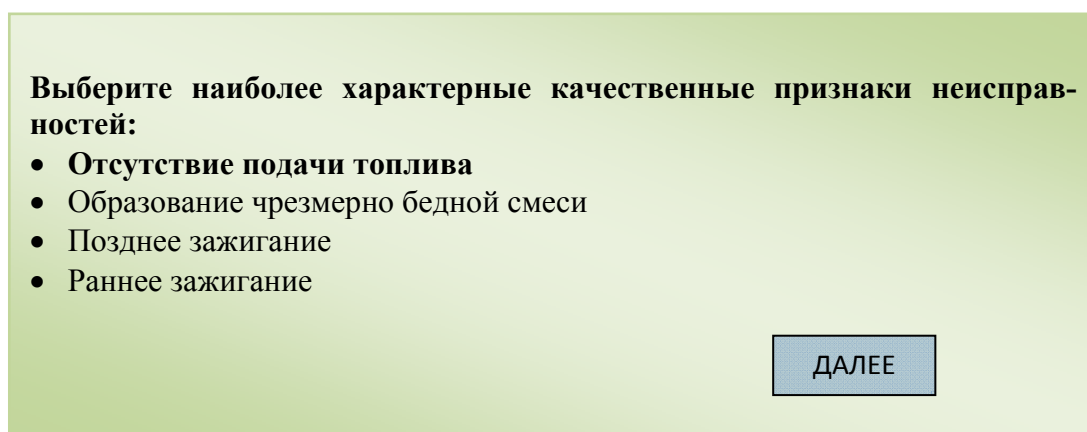 Выберите наиболее характерные качественные признаки неисправ-
ностей:
• Отсутствие подачи топлива
• Образование чрезмерно бедной смеси
• Позднее зажигание
• Раннее зажигание
ДАЛЕЕ